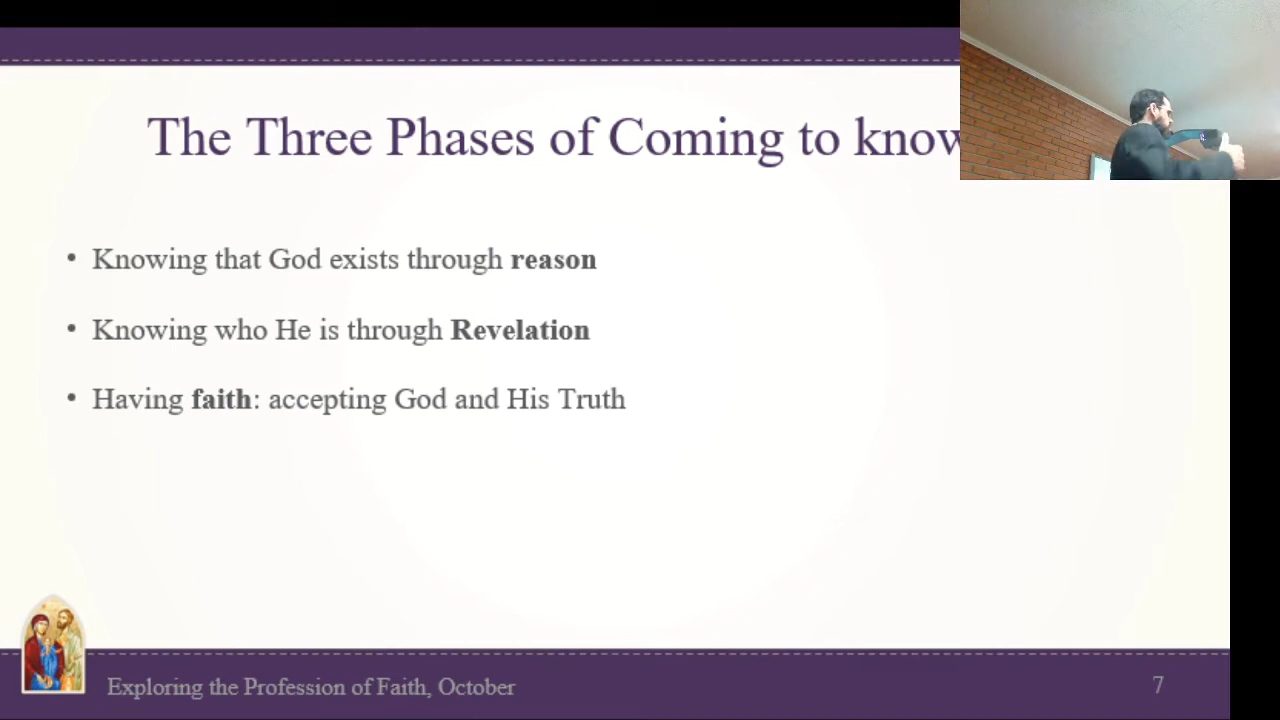 The Three Phases of Coming to know
• Knowing that God exists through reason
• Knowing who He is through Revelation
• Having faith: accepting God and His Truth
Exploring the Profession of Faith, October
7